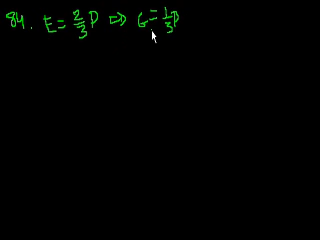 84. E = 2/3 P ⇒ G = 1/3 P